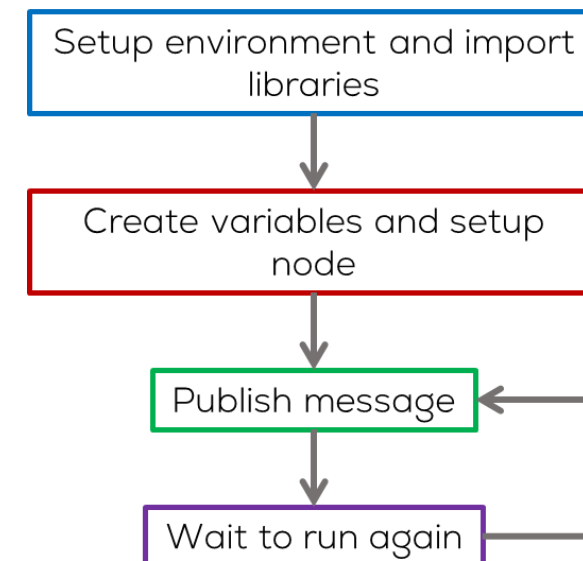 Setup environment and import
libraries
Create variables and setup
node
Publish message
Wait to run again